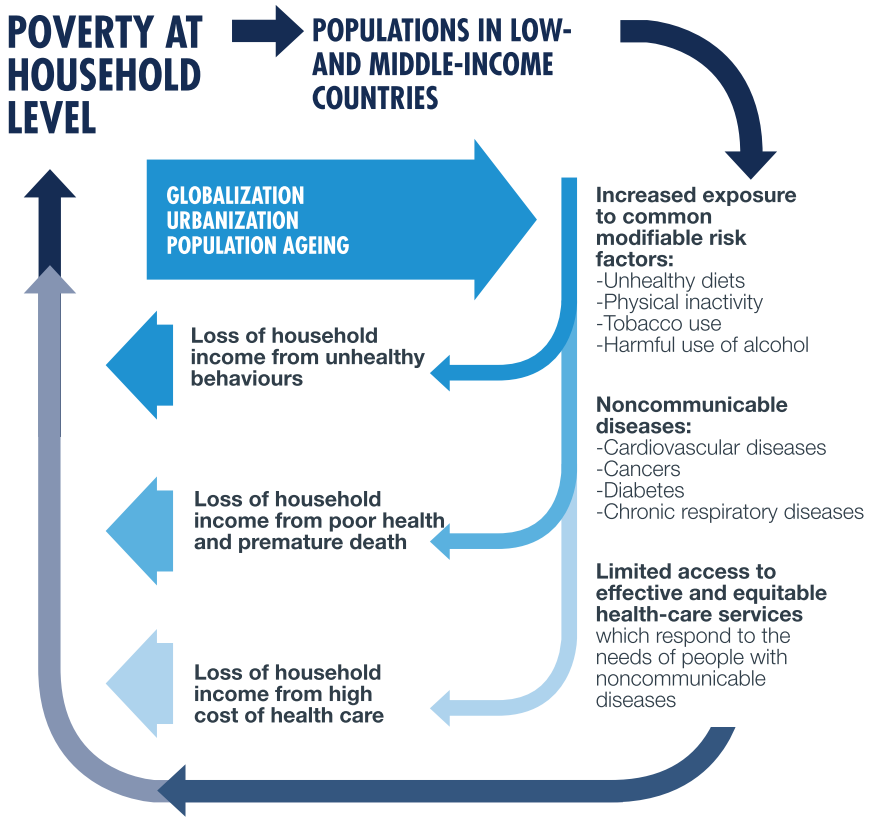 POVERTY AT
HOUSEHOLD
LEVEL
POPULATIONS IN LOW-
AND MIDDLE-INCOME
COUNTRIES
GLOBALIZATION
URBANIZATION
POPULATION AGEING
Increased exposure
to common
modifiable risk
factors:
-Unhealthy diets
-Physical inactivity
-Tobacco use
-Harmful use of alcohol
Loss of household
income from unhealthy
behaviours
Noncommunicable
diseases:
-Cardiovascular diseases
-Cancers
-Diabetes
-Chronic respiratory diseases
Loss of household
income from poor health
and premature death
Limited access to
effective and equitable
health-care services
which respond to the
needs of people with
noncommunicable
diseases
Loss of household
income from high
cost of health care